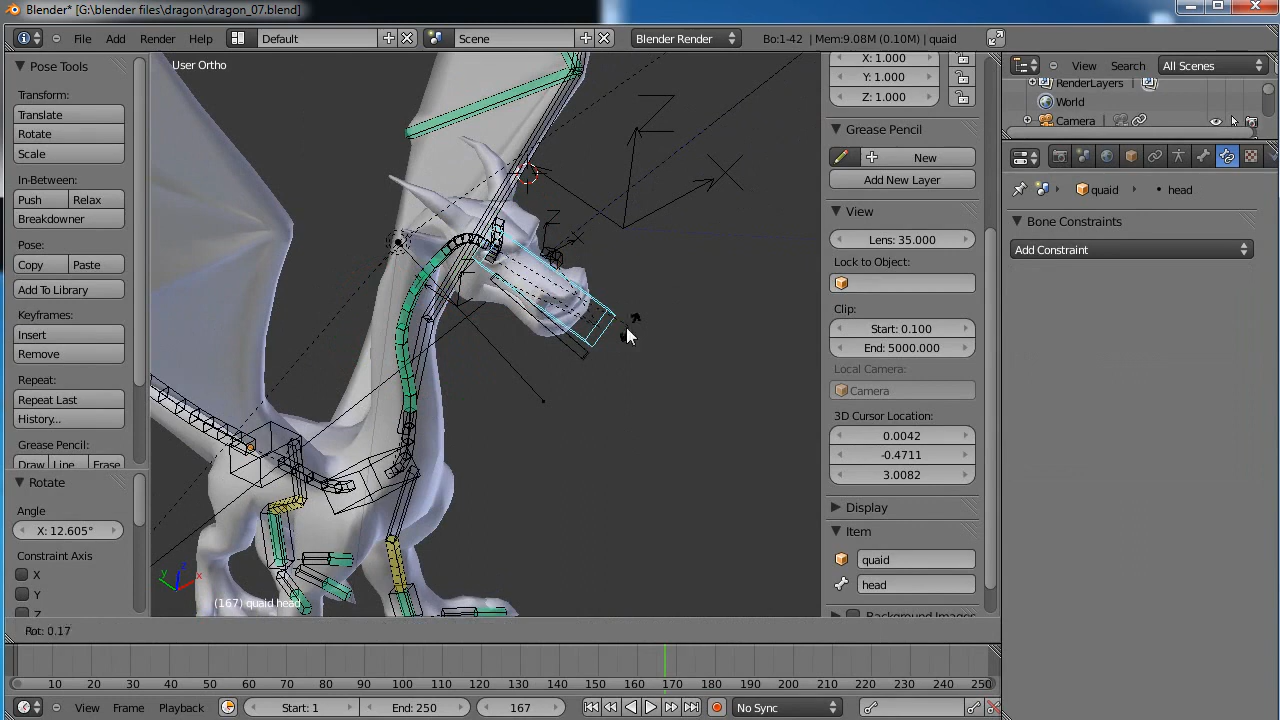 Blender* [G:\blender files\dragon\dragon_07.blend]
File Add Render Help Default Scene Blender Render Bo:1-42 | Mem:9.08M (0.10M) | quaid
Pose Tools
Transform:
Translate
Rotate
Scale
In-Between:
Push Relax
Breakdowner
Pose:
Copy Paste
Add To Library
Keyframes:
Insert
Remove
Repeat:
Repeat Last
History...
Grease Pencil:
Draw Line Erase
Rotate
Angle
X: 12.605°
Constraint Axis
X
Y
Z
User Ortho
(167) quaid head
X: 1.000
Y: 1.000
Z: 1.000
Grease Pencil
New
Add New Layer
View
Lens: 35.000
Lock to Object:
Clip:
Start: 0.100
End: 5000.000
Local Camera:
Camera
3D Cursor Location:
0.0042
-0.4711
3.0082
Display
Item
quaid
head
Background Images
View Search All Scenes
RenderLayers
World
Camera
quaid head
Bone Constraints
Add Constraint
Rot: 0.17
10 20 30 40 50 60 70 80 90 100 110 120 130 140 150 160 170 180 190 200 210 220 230 240 250
View Frame Playback Start: 1 End: 250 167 No Sync